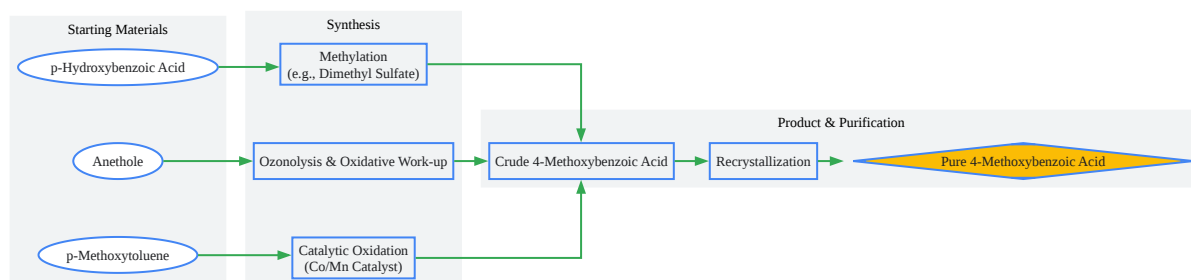 Starting Materials
Synthesis
p-Hydroxybenzoic Acid
Methylation
(e.g., Dimethyl Sulfate)
Product & Purification
Anethole
Ozonolysis & Oxidative Work-up
Crude 4-Methoxybenzoic Acid
Recrystallization
Pure 4-Methoxybenzoic Acid
p-Methoxytoluene
Catalytic Oxidation
(Co/Mn Catalyst)